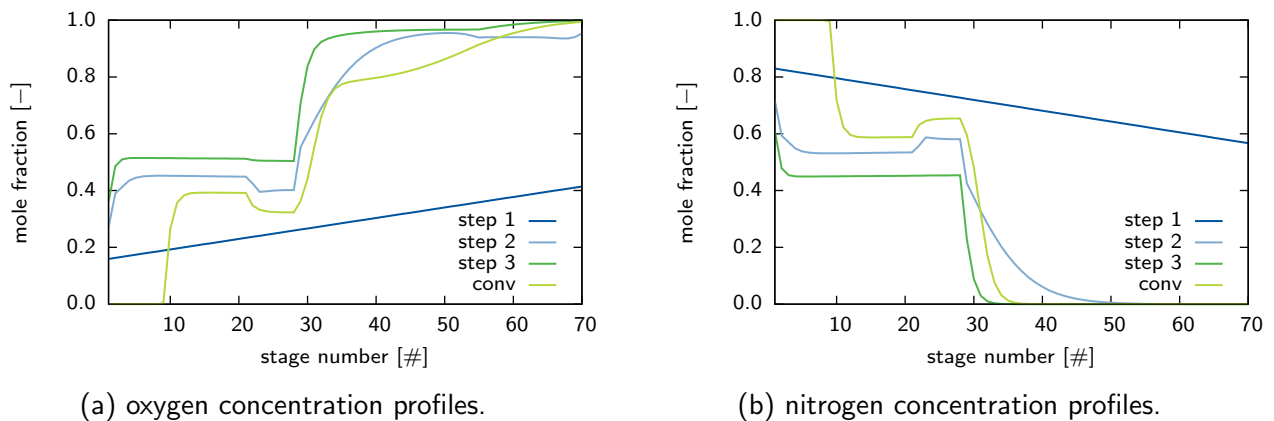 1.0
0.8
0.6
0.4
0.2
0.0
mole fraction [−]
10 20 30 40 50 60 70
stage number [#]
step 1
step 2
step 3
conv
(a) oxygen concentration profiles.
1.0
0.8
0.6
0.4
0.2
0.0
mole fraction [−]
10 20 30 40 50 60 70
stage number [#]
step 1
step 2
step 3
conv
(b) nitrogen concentration profiles.